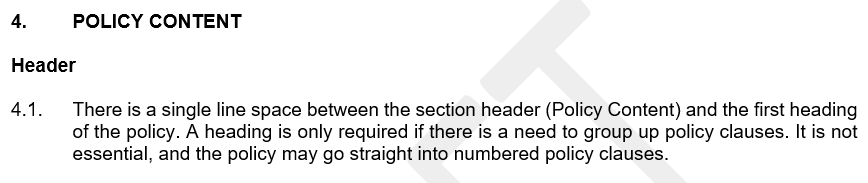 4. POLICY CONTENT
Header
4.1. There is a single line space between the section header (Policy Content) and the first heading
of the policy. A heading is only required if there is a need to group up policy clauses. It is not
essential, and the policy may go straight into numbered policy clauses.